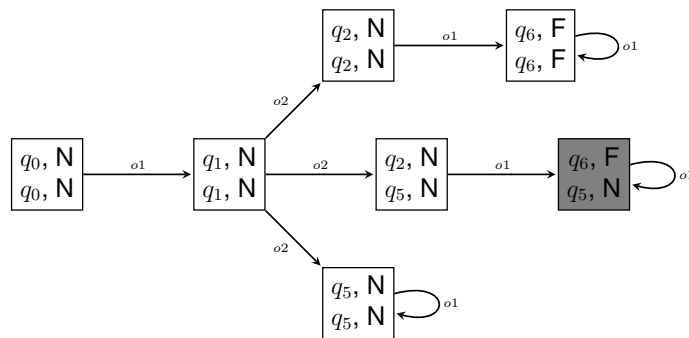 q₂, N
q₂, N
o1
q₆, F
q₆, F
o1
o2
q₀, N
q₀, N
o1
q₁, N
q₁, N
o2
q₂, N
q₅, N
o1
q₆, F
q₅, N
o1
o2
q₅, N
q₅, N
o1